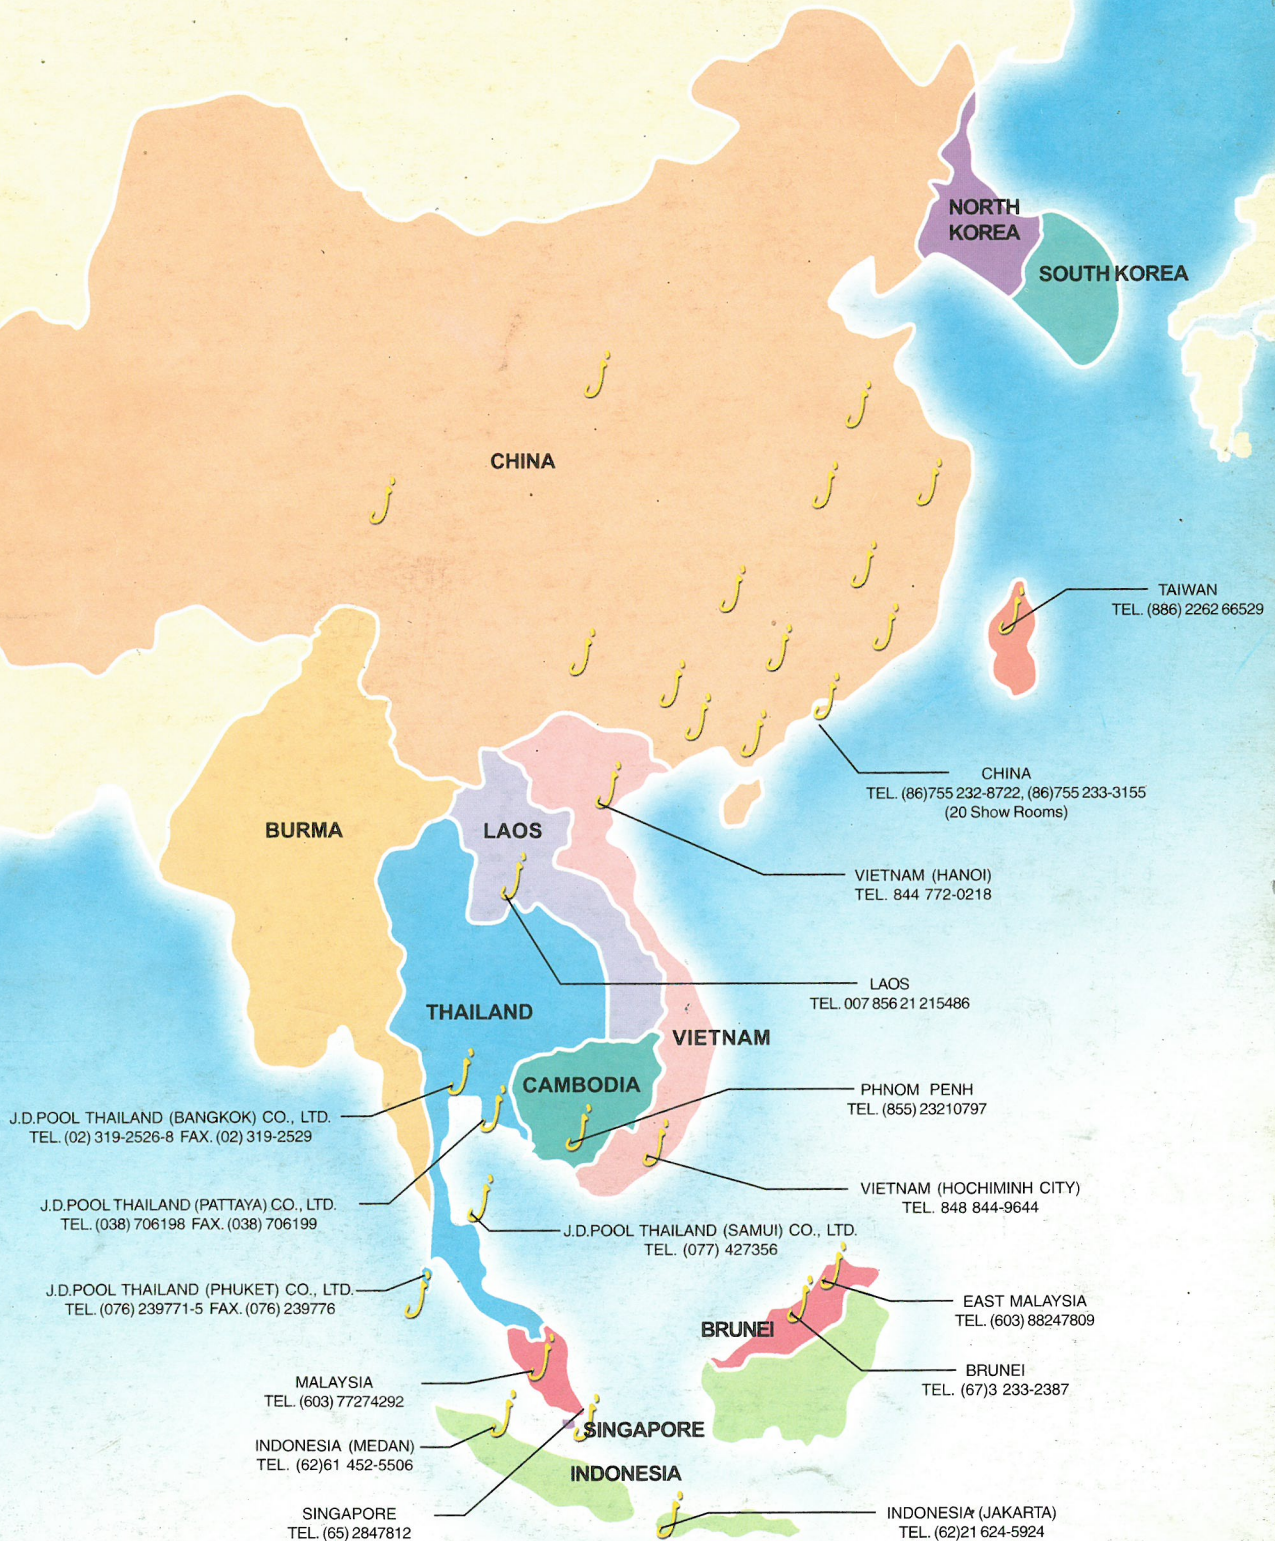 NORTH
KOREA
SOUTH KOREA
CHINA
TAIWAN
TEL. (886) 2262 66529
CHINA
TEL. (86)755 232-8722, (86)755 233-3155
(20 Show Rooms)
BURMA
LAOS
VIETNAM (HANOI)
TEL. 844 772-0218
LAOS
TEL. 007 856 21 215486
THAILAND
VIETNAM
CAMBODIA
PHNOM PENH
TEL. (855) 23210797
J.D.POOL THAILAND (BANGKOK) CO., LTD.
TEL. (02) 319-2526-8 FAX. (02) 319-2529
VIETNAM (HOCHIMINH CITY)
TEL. 848 844-9644
J.D.POOL THAILAND (PATTAYA) CO., LTD.
TEL. (038) 706198 FAX. (038) 706199
J.D.POOL THAILAND (SAMUI) CO., LTD.
TEL. (077) 427356
J.D.POOL THAILAND (PHUKET) CO., LTD.
TEL. (076) 239771-5 FAX. (076) 239776
EAST MALAYSIA
TEL. (603) 88247809
BRUNEI
BRUNEI
TEL. (67)3 233-2387
MALAYSIA
TEL. (603) 77274292
SINGAPORE
INDONESIA (MEDAN)
TEL. (62)61 452-5506
INDONESIA
SINGAPORE
TEL. (65) 2847812
INDONESIA (JAKARTA)
TEL. (62)21 624-5924